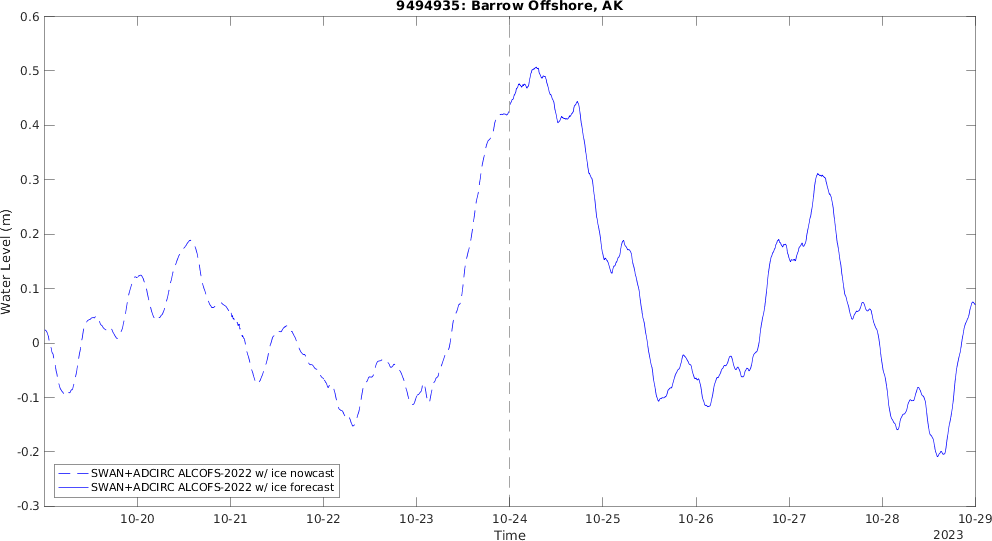 9494935: Barrow Offshore, AK
0.6
0.5
0.4
0.3
0.2
0.1
0
-0.1
-0.2
-0.3
Water Level (m)
SWAN+ADCIRC ALCOFS-2022 w/ ice nowcast
SWAN+ADCIRC ALCOFS-2022 w/ ice forecast
10-20 10-21 10-22 10-23 10-24 10-25 10-26 10-27 10-28 10-29
Time
2023